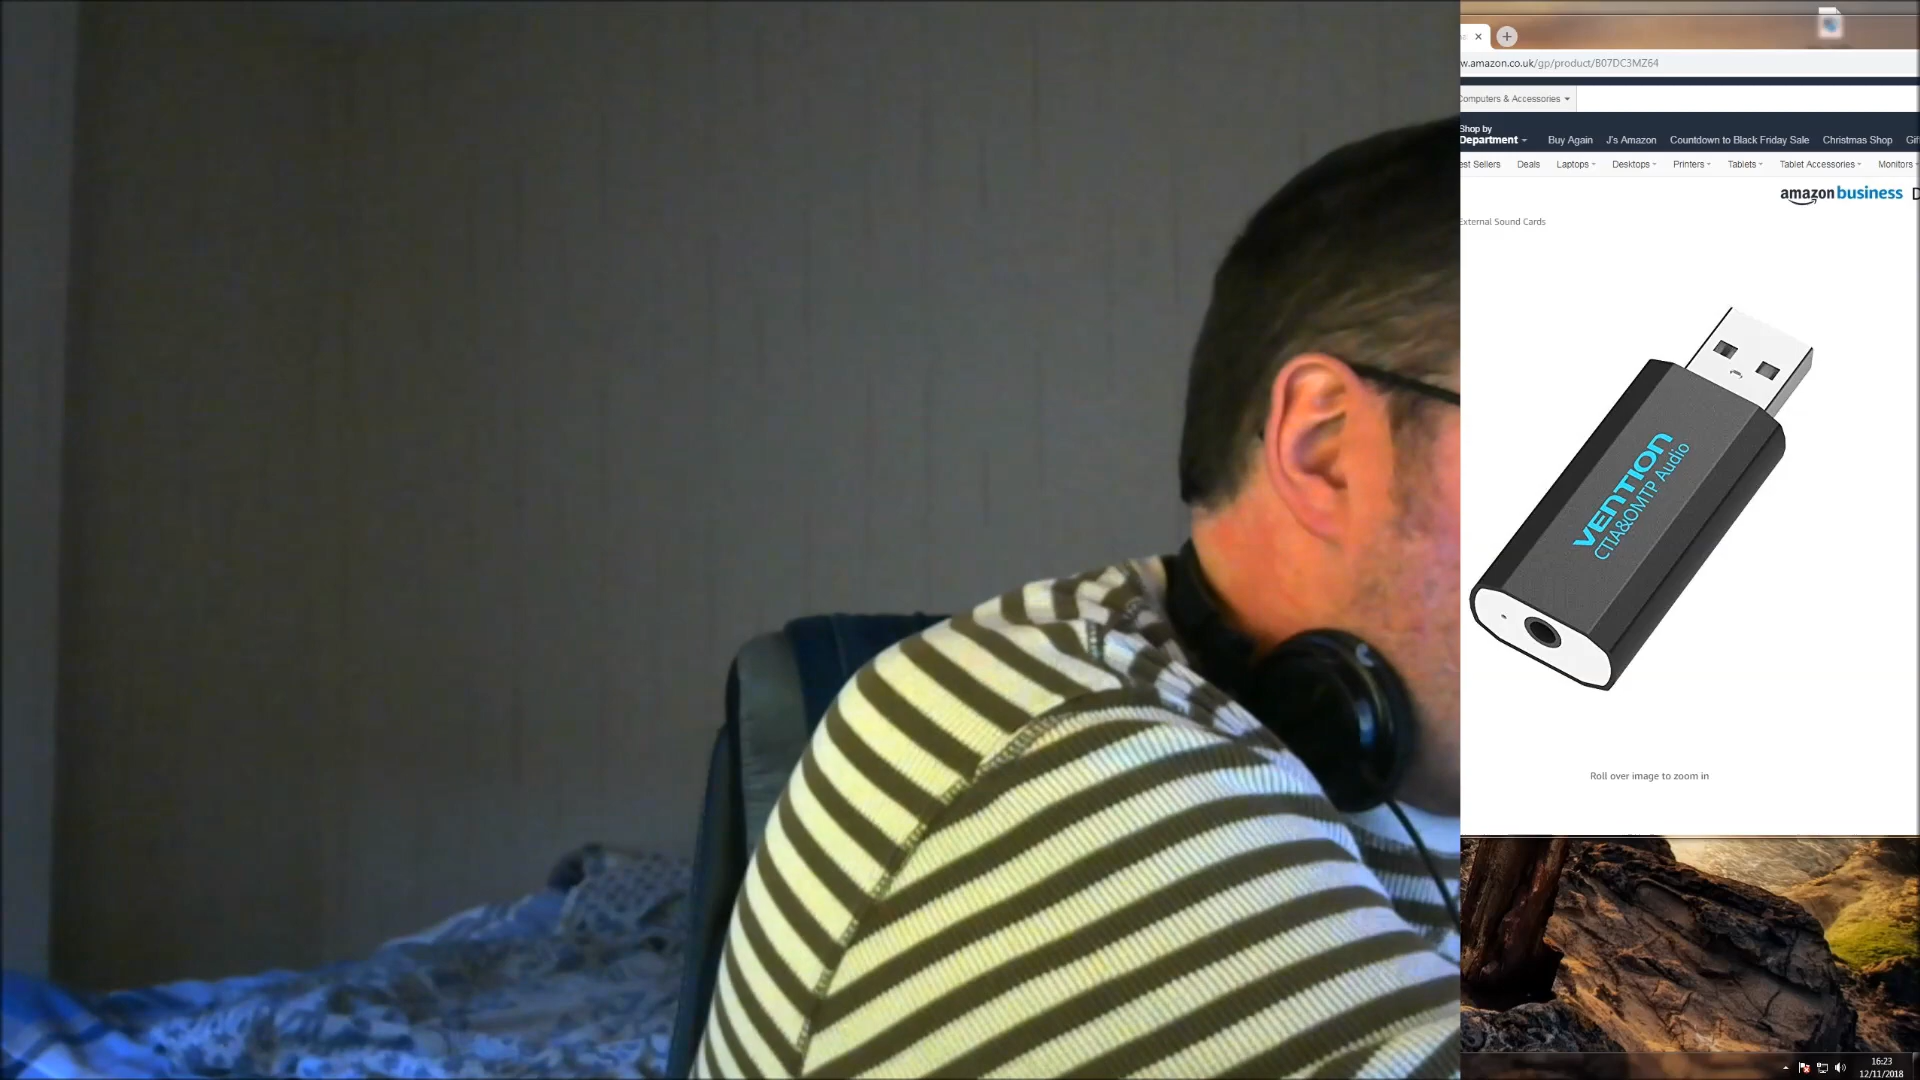 w.amazon.co.uk/gp/product/B07DC3MZ64
Computers & Accessories
Shop by
Department
Buy Again
J's Amazon
Countdown to Black Friday Sale
Christmas Shop
est Sellers
Deals
Laptops
Desktops
Printers
Tablets
Tablet Accessories
Monitors
amazon business
External Sound Cards
VENTION
CTIA&OMTP Audio
Roll over image to zoom in
16:23
12/11/2018